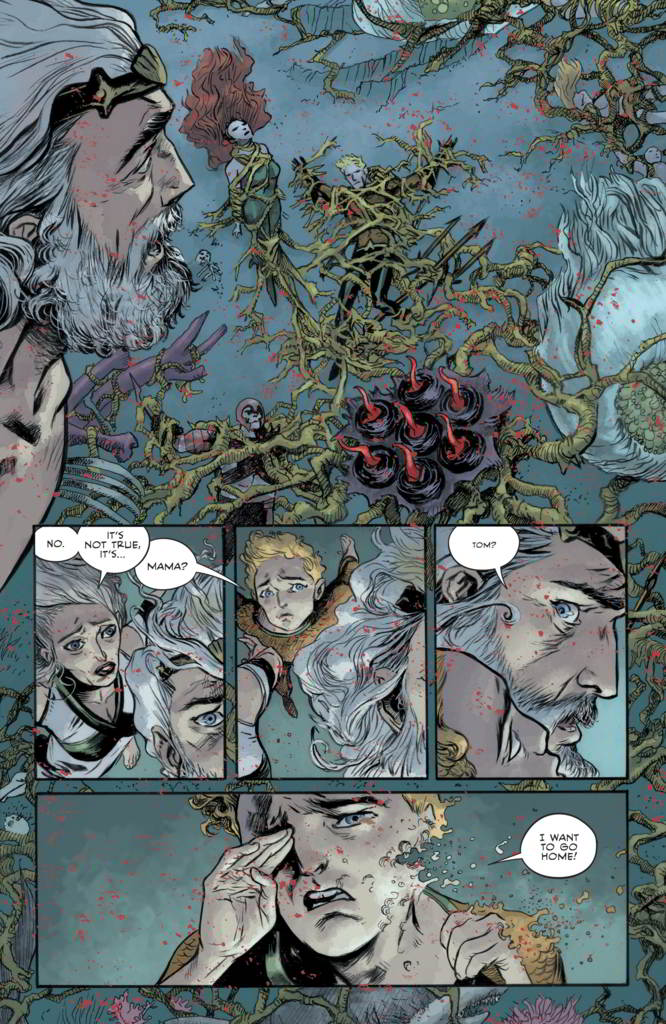 NO.
IT'S
NOT TRUE,
IT'S...
MAMA?
TOM?
I WANT
TO GO
HOME!